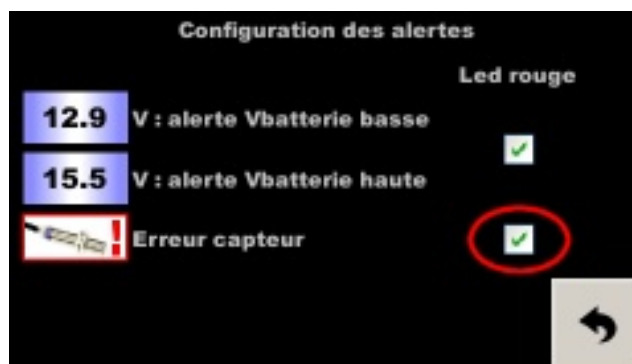 Configuration des alertes
Led rouge
12.9 V : alerte Vbatterie basse
15.5 V : alerte Vbatterie haute
! Erreur capteur